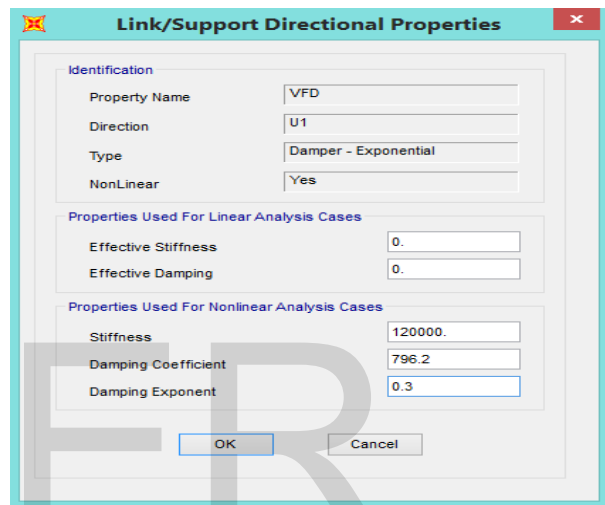 Link/Support Directional Properties
Identification
Property Name VFD
Direction U1
Type Damper - Exponential
NonLinear Yes
Properties Used For Linear Analysis Cases
Effective Stiffness 0.
Effective Damping 0.
Properties Used For Nonlinear Analysis Cases
Stiffness 120000.
Damping Coefficient 796.2
Damping Exponent 0.3
OK Cancel
FR